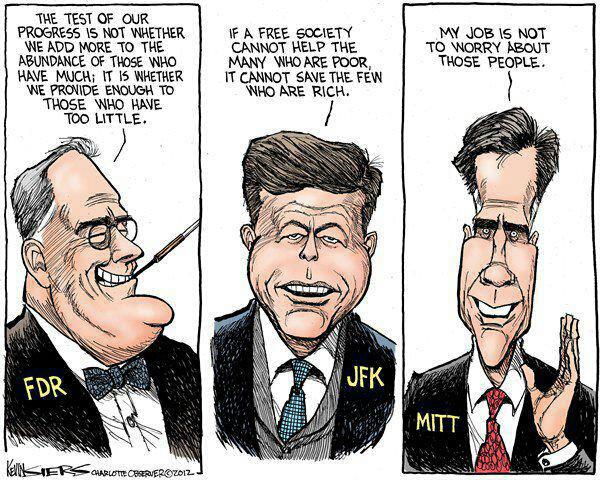 THE TEST OF OUR
PROGRESS IS NOT WHETHER
WE ADD MORE TO THE
ABUNDANCE OF THOSE WHO
HAVE MUCH; IT IS WHETHER
WE PROVIDE ENOUGH TO
THOSE WHO HAVE
TOO LITTLE.
FDR
KEVIN SIERS CHARLOTTE OBSERVER ©2012
IF A FREE SOCIETY
CANNOT HELP THE
MANY WHO ARE POOR,
IT CANNOT SAVE THE FEW
WHO ARE RICH.
JFK
MY JOB IS NOT
TO WORRY ABOUT
THOSE PEOPLE.
MITT